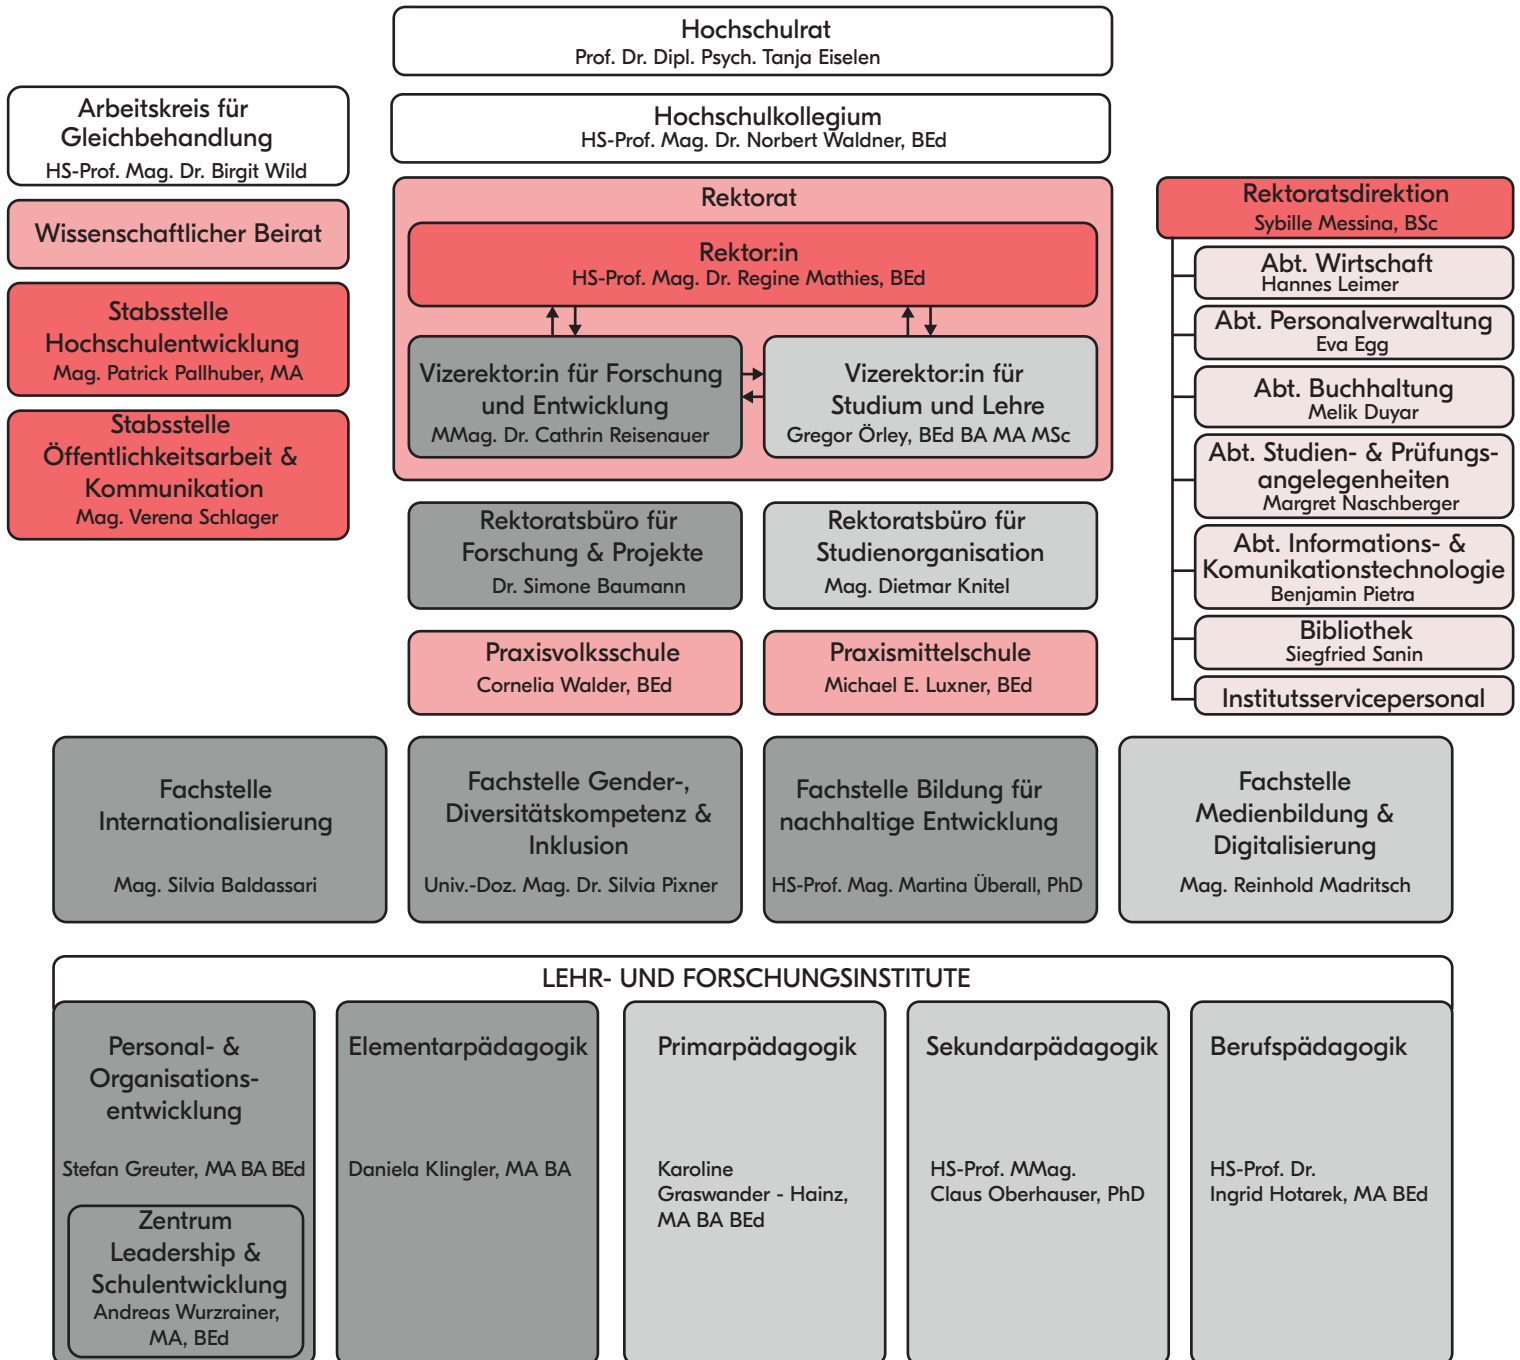 Hochschulrat
Prof. Dr. Dipl. Psych. Tanja Eiselen
Hochschulkollegium
HS-Prof. Mag. Dr. Norbert Waldner, BEd
Arbeitskreis für
Gleichbehandlung
HS-Prof. Mag. Dr. Birgit Wild
Wissenschaftlicher Beirat
Stabsstelle
Hochschulentwicklung
Mag. Patrick Pallhuber, MA
Stabsstelle
Öffentlichkeitsarbeit &
Kommunikation
Mag. Verena Schlager
Rektorat
Rektor:in
HS-Prof. Mag. Dr. Regine Mathies, BEd
Vizerektor:in für Forschung
und Entwicklung
MMag. Dr. Cathrin Reisenauer
Vizerektor:in für
Studium und Lehre
Gregor Örley, BEd BA MA MSc
Rektoratsdirektion
Sybille Messina, BSc
Abt. Wirtschaft
Hannes Leimer
Abt. Personalverwaltung
Eva Egg
Abt. Buchhaltung
Melik Duyar
Abt. Studien- & Prüfungs-
angelegenheiten
Margret Naschberger
Abt. Informations- &
Komunikationstechnologie
Benjamin Pietra
Bibliothek
Siegfried Sanin
Institutsservicepersonal
Rektoratsbüro für
Forschung & Projekte
Dr. Simone Baumann
Rektoratsbüro für
Studienorganisation
Mag. Dietmar Knitel
Praxisvolksschule
Cornelia Walder, BEd
Praxismittelschule
Michael E. Luxner, BEd
Fachstelle
Internationalisierung
Mag. Silvia Baldassari
Fachstelle Gender-,
Diversitätskompetenz &
Inklusion
Univ.-Doz. Mag. Dr. Silvia Pixner
Fachstelle Bildung für
nachhaltige Entwicklung
HS-Prof. Mag. Martina Überall, PhD
Fachstelle
Medienbildung &
Digitalisierung
Mag. Reinhold Madritsch
LEHR- UND FORSCHUNGSINSTITUTE
Personal- &
Organisations-
entwicklung
Stefan Greuter, MA BA BEd
Zentrum
Leadership &
Schulentwicklung
Andreas Wurzrainer,
MA, BEd
Elementarpädagogik
Daniela Klingler, MA BA
Primarpädagogik
Karoline
Graswander - Hainz,
MA BA BEd
Sekundarpädagogik
HS-Prof. MMag.
Claus Oberhauser, PhD
Berufspädagogik
HS-Prof. Dr.
Ingrid Hotarek, MA BEd